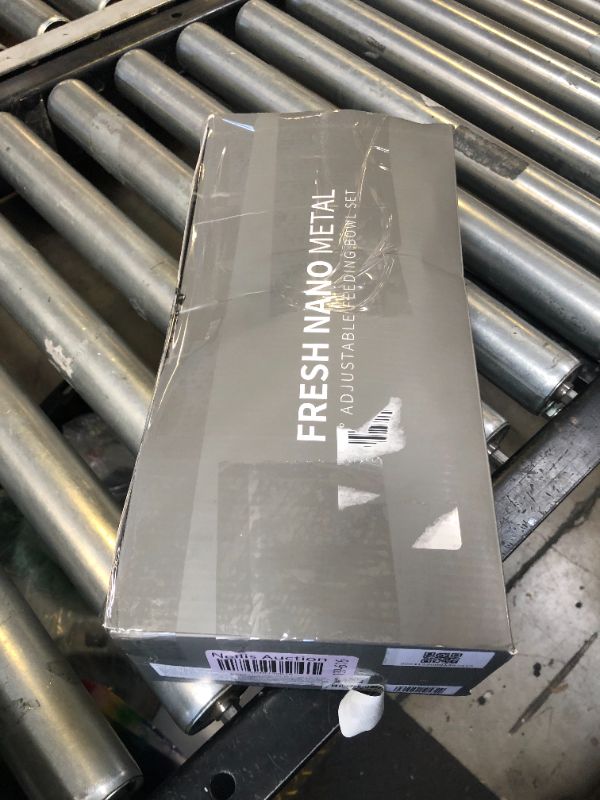 FRESH NANO METAL
ADJUSTABLE FEEDING BOWL SET
Nellis Auction